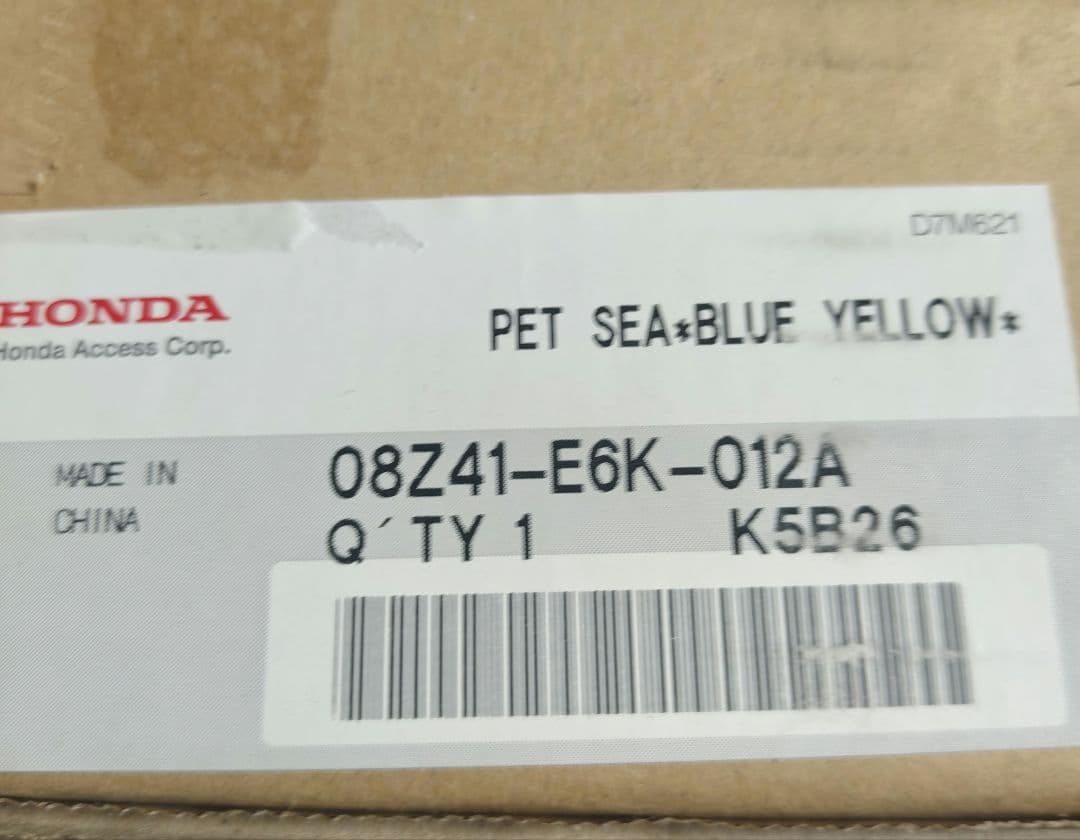 D7M621
HONDA
Honda Access Corp.
PET SEA*BLUE YELLOW*
MADE IN
CHINA
08Z41-E6K-012A
Q´TY 1 K5B26